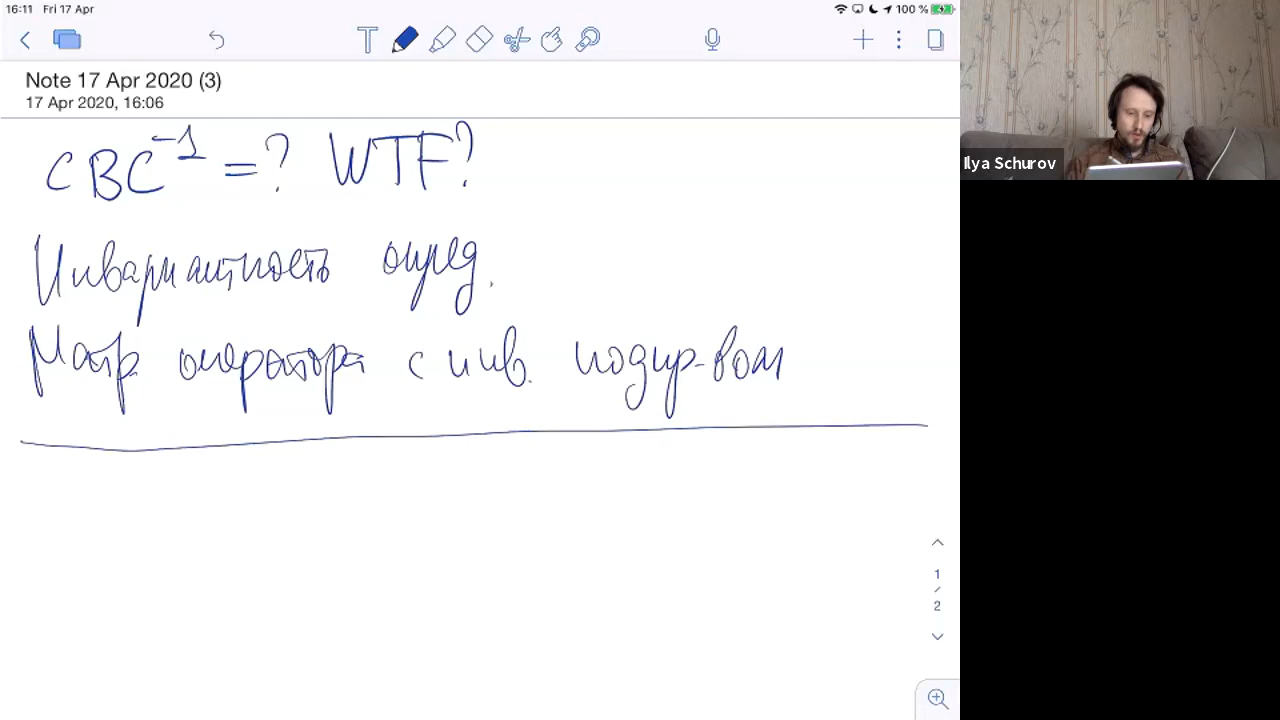 16:11 Fri 17 Apr 100 %
Note 17 Apr 2020 (3)
17 Apr 2020, 16:06
CBC⁻¹ = ? WTF?
Инвариантность опред.
Матр. оператора с инв. подпр-вом
1
/
2
Ilya Schurov